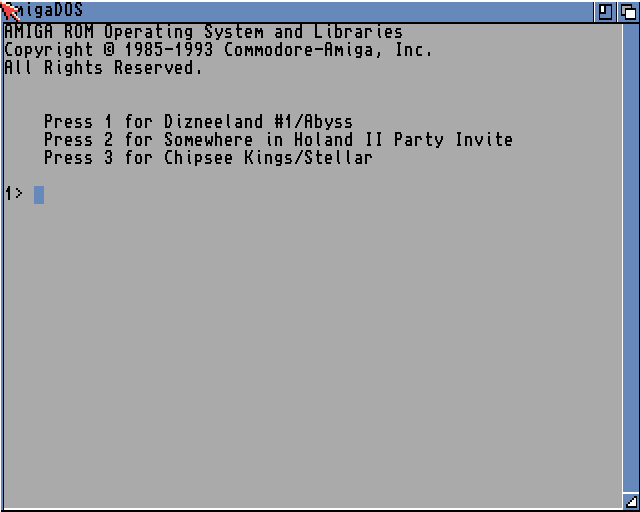 AmigaDOS
AMIGA ROM Operating System and Libraries
Copyright © 1985-1993 Commodore-Amiga, Inc.
All Rights Reserved.
Press 1 for Dizneeland #1/Abyss
Press 2 for Somewhere in Holand II Party Invite
Press 3 for Chipsee Kings/Stellar
1>